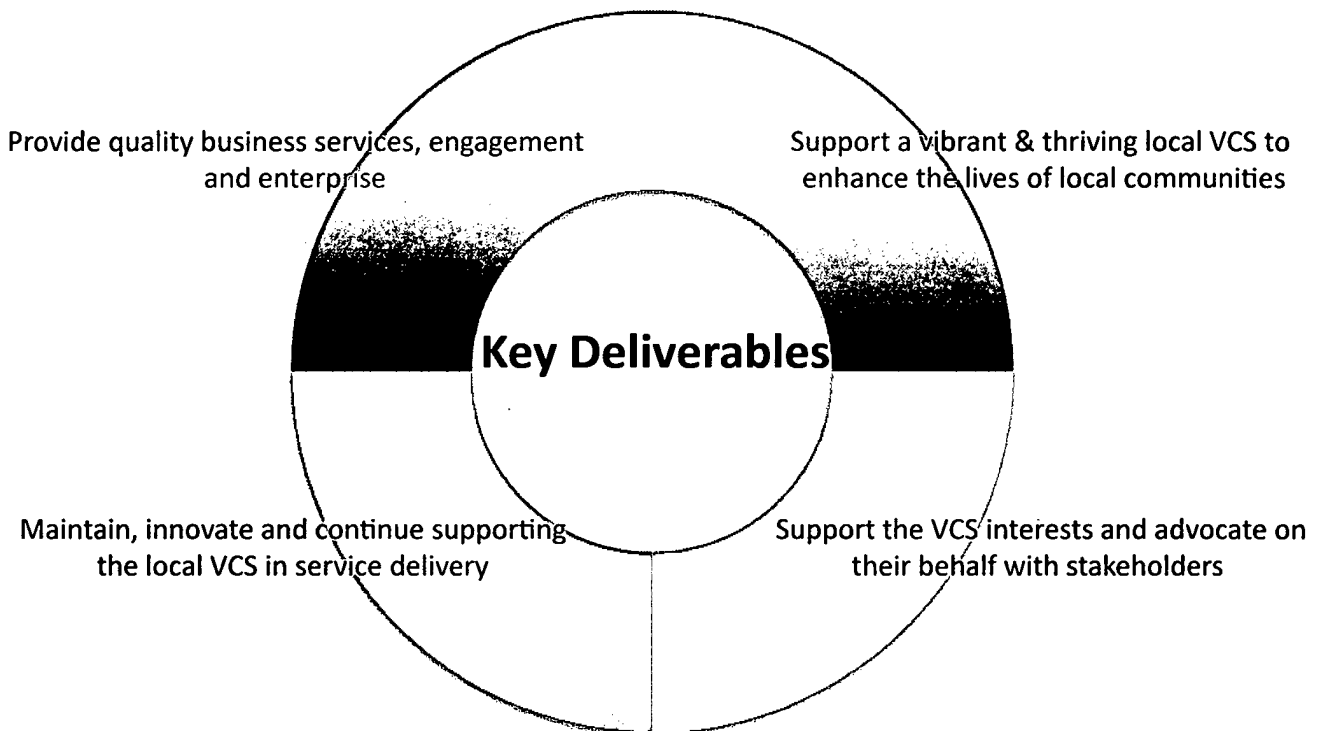 Provide quality business services, engagement
and enterprise
Support a vibrant & thriving local VCS to
enhance the lives of local communities
Key Deliverables
Maintain, innovate and continue supporting
the local VCS in service delivery
Support the VCS interests and advocate on
their behalf with stakeholders